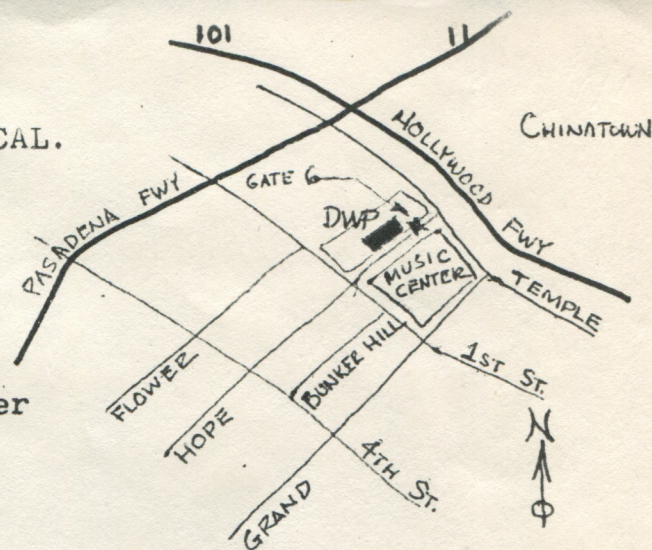 101
11
CAL.
CHINATOWN
HOLLYWOOD FWY
GATE 6
PASADENA FWY
DWP
MUSIC
CENTER
TEMPLE
1ST ST.
BUNKER HILL
FLOWER
HOPE
4TH ST.
GRAND
er
N